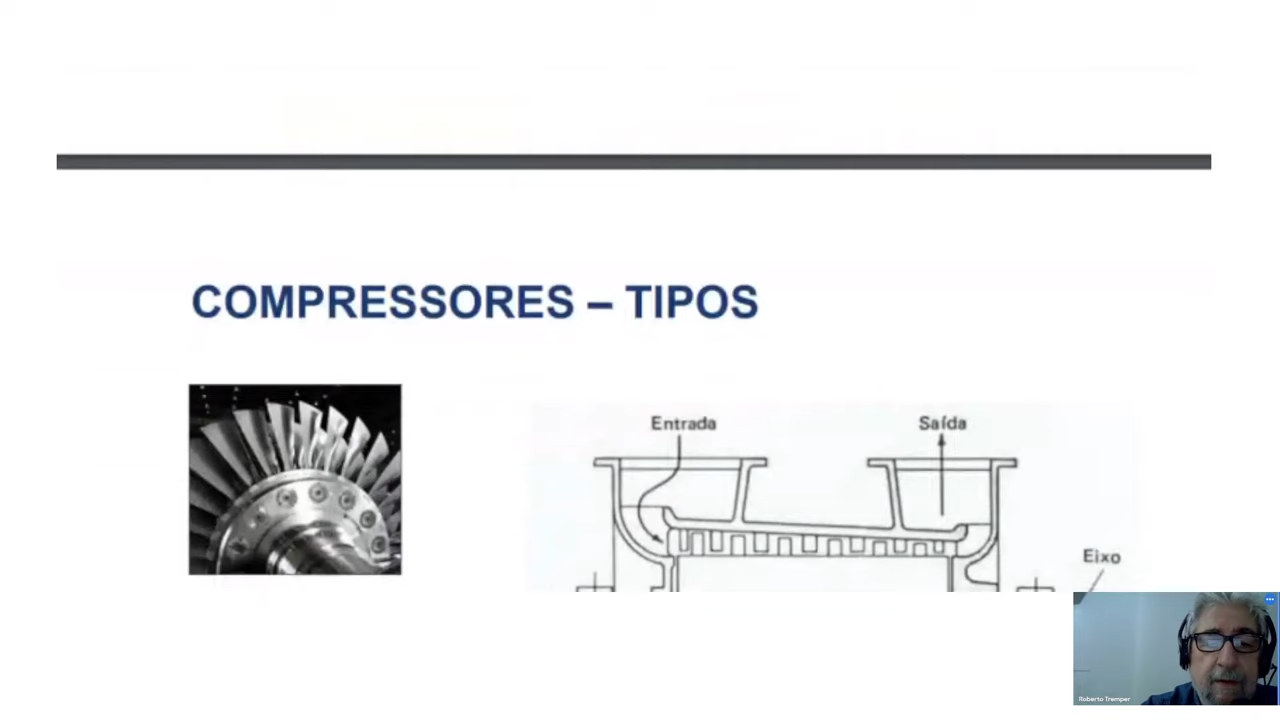 COMPRESSORES – TIPOS
Entrada
Saída
Eixo
Roberto Tremper